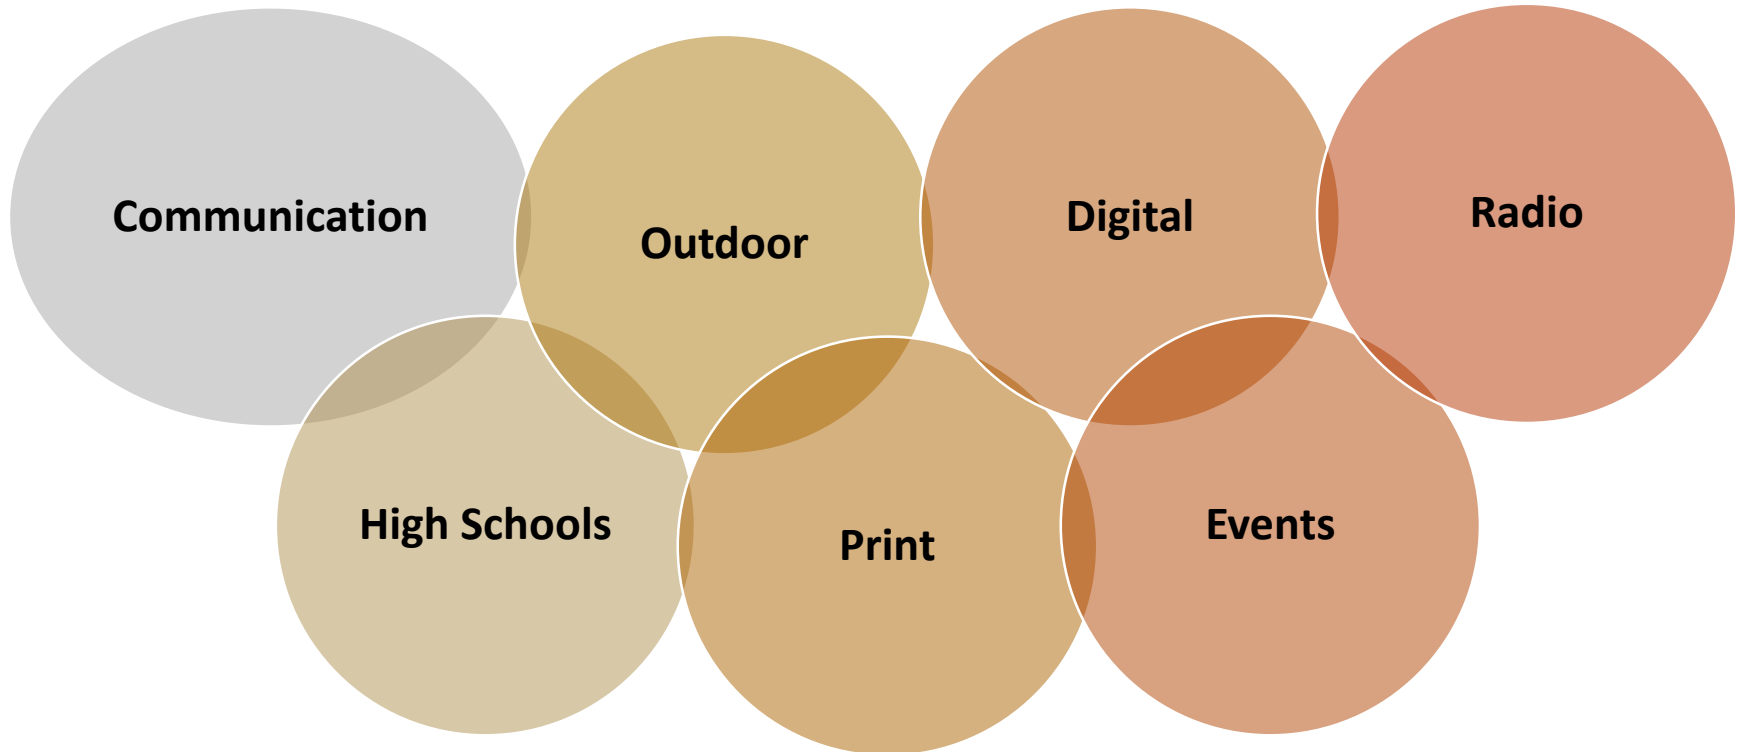 Communication
Outdoor
Digital
Radio
High Schools
Print
Events